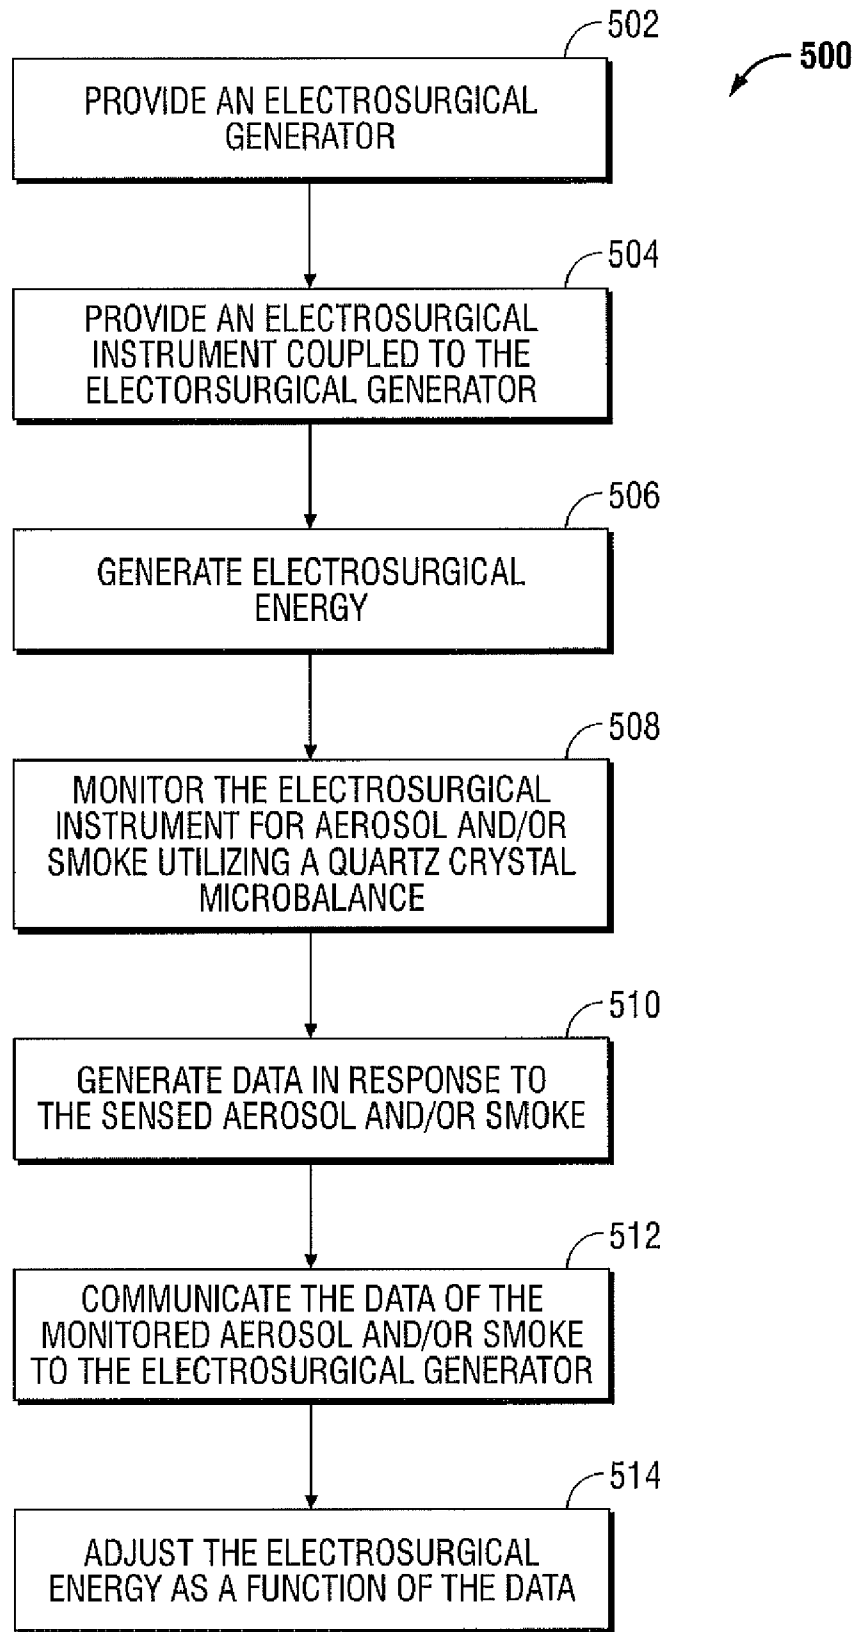 502
500
PROVIDE AN ELECTROSURGICAL
GENERATOR
504
PROVIDE AN ELECTROSURGICAL
INSTRUMENT COUPLED TO THE
ELECTORSURGICAL GENERATOR
506
GENERATE ELECTROSURGICAL
ENERGY
508
MONITOR THE ELECTROSURGICAL
INSTRUMENT FOR AEROSOL AND/OR
SMOKE UTILIZING A QUARTZ CRYSTAL
MICROBALANCE
510
GENERATE DATA IN RESPONSE TO
THE SENSED AEROSOL AND/OR SMOKE
512
COMMUNICATE THE DATA OF THE
MONITORED AEROSOL AND/OR SMOKE
TO THE ELECTROSURGICAL GENERATOR
514
ADJUST THE ELECTROSURGICAL
ENERGY AS A FUNCTION OF THE DATA